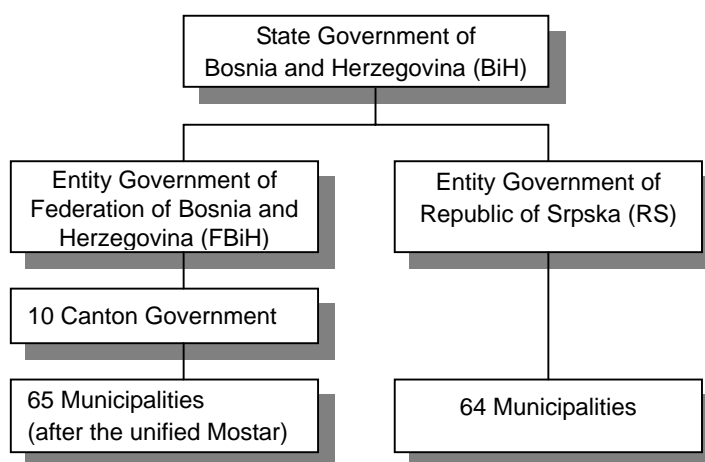 State Government of
Bosnia and Herzegovina (BiH)
Entity Government of
Federation of Bosnia and
Herzegovina (FBiH)
Entity Government of
Republic of Srpska (RS)
10 Canton Government
65 Municipalities
(after the unified Mostar)
64 Municipalities